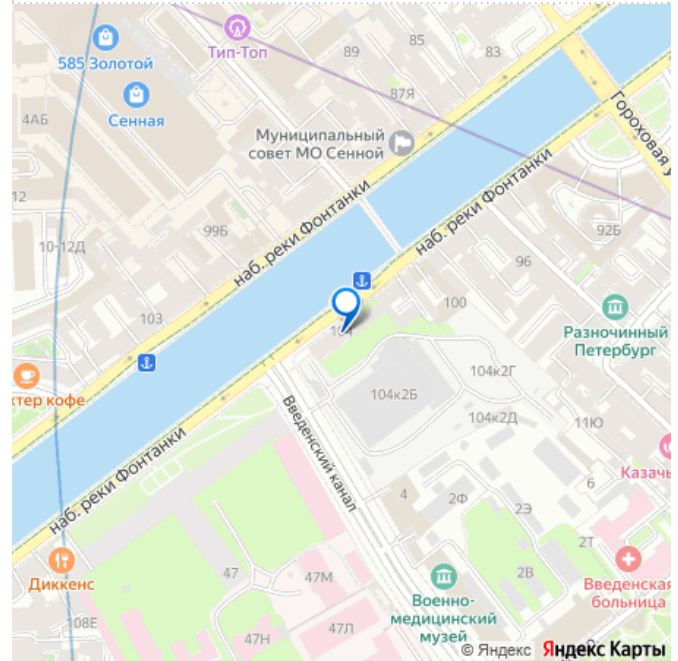 Тип-Топ
89
85
83
585 Золотой
87Я
Сенная
4АБ
Муниципальный
совет МО Сенной
Гороховая у
12
наб. реки Фонтанки
наб. реки Фонтанки
99Б
92Б
10-12Д
96
100
103
104
Разночинный
Петербург
104к2Г
ктер кофе
104к2Б
104к2Д
11Ю
Введенский канал
наб. реки Фонтанки
Казачь
4
2Ф
6
2Э
2Т
Диккенс
47
47М
2В
Введенская
больница
Военно-
медицинский
музей
108Е
47Н
47Л
© Яндекс Яндекс Карты